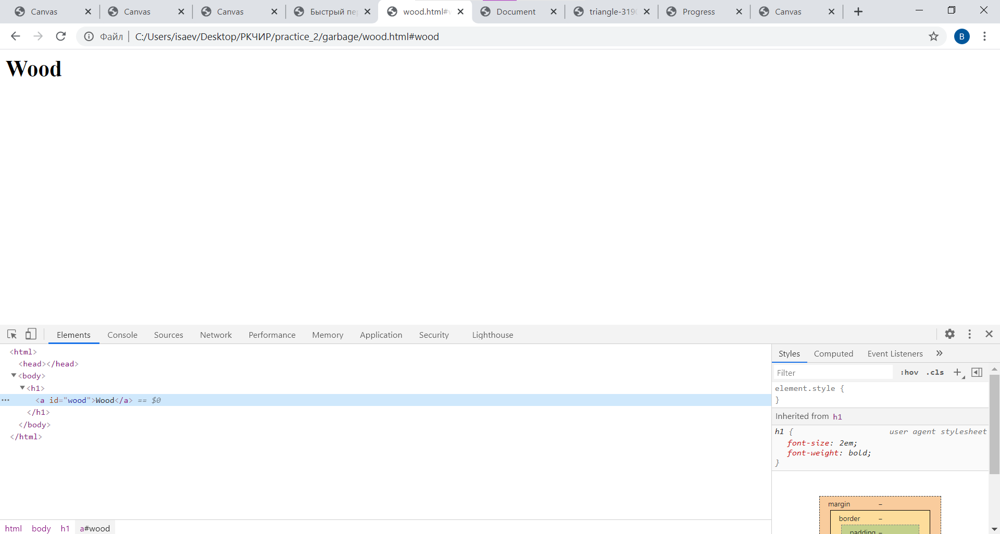 Canvas Canvas Canvas Быстрый пе wood.html# Document triangle-319 Progress Canvas
Файл C:/Users/isaev/Desktop/РКЧИР/practice_2/garbage/wood.html#wood B
Wood
Elements Console Sources Network Performance Memory Application Security Lighthouse
<html>
<head></head>
<body>
<h1>
<a id="wood">Wood</a> == $0
</h1>
</body>
</html>
html body h1 a#wood
Styles Computed Event Listeners
Filter :hov .cls
element.style {
}
Inherited from h1
h1 { user agent stylesheet
font-size: 2em;
font-weight: bold;
}
margin –
border –
padding –